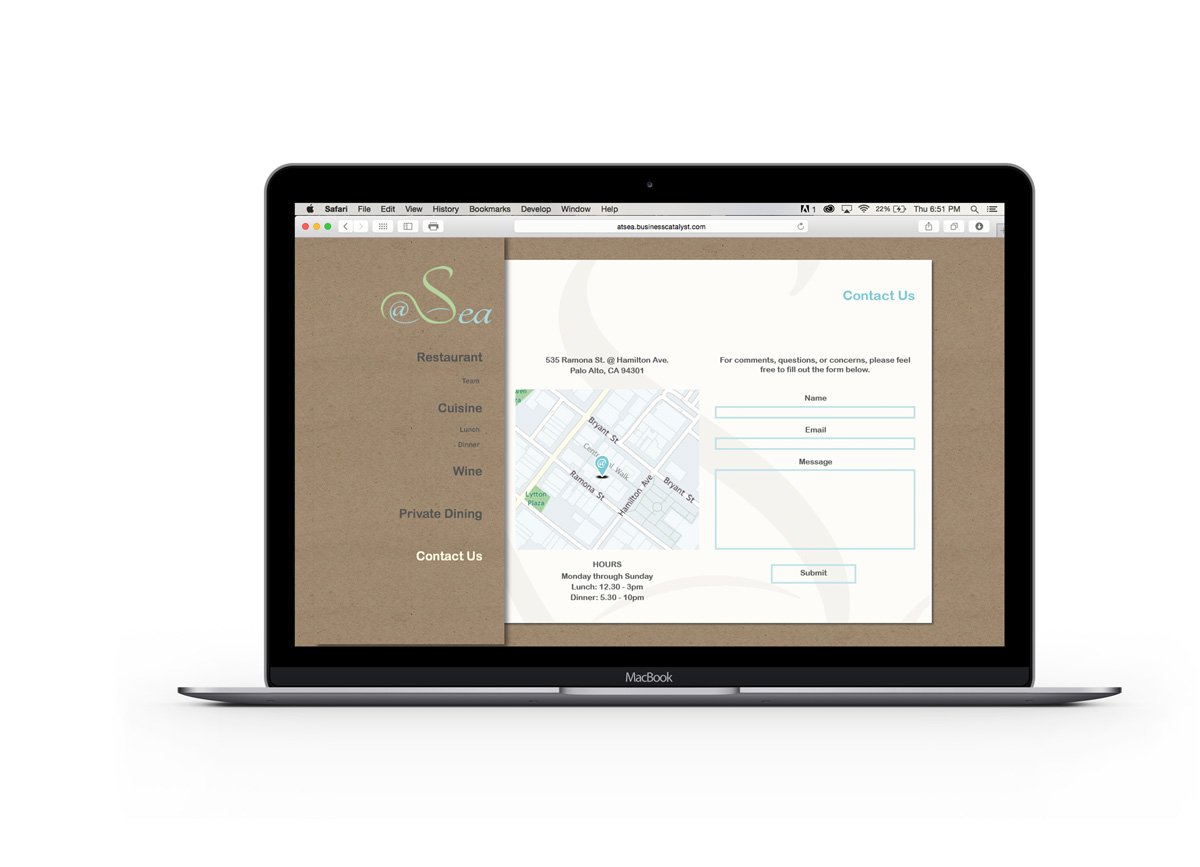 Safari File Edit View History Bookmarks Develop Window Help
1 22% Thu 6:51 PM
atsea.businesscatalyst.com
@Sea
Restaurant
Team
Cuisine
Lunch
Dinner
Wine
Private Dining
Contact Us
Contact Us
535 Ramona St. @ Hamilton Ave.
Palo Alto, CA 94301
Bryant St.
Ramona St.
Hamilton Ave.
Bryant St.
Lytton
Plaza
@
HOURS
Monday through Sunday
Lunch: 12.30 - 3pm
Dinner: 5.30 - 10pm
For comments, questions, or concerns, please feel
free to fill out the form below.
Name
Email
Message
Submit
MacBook